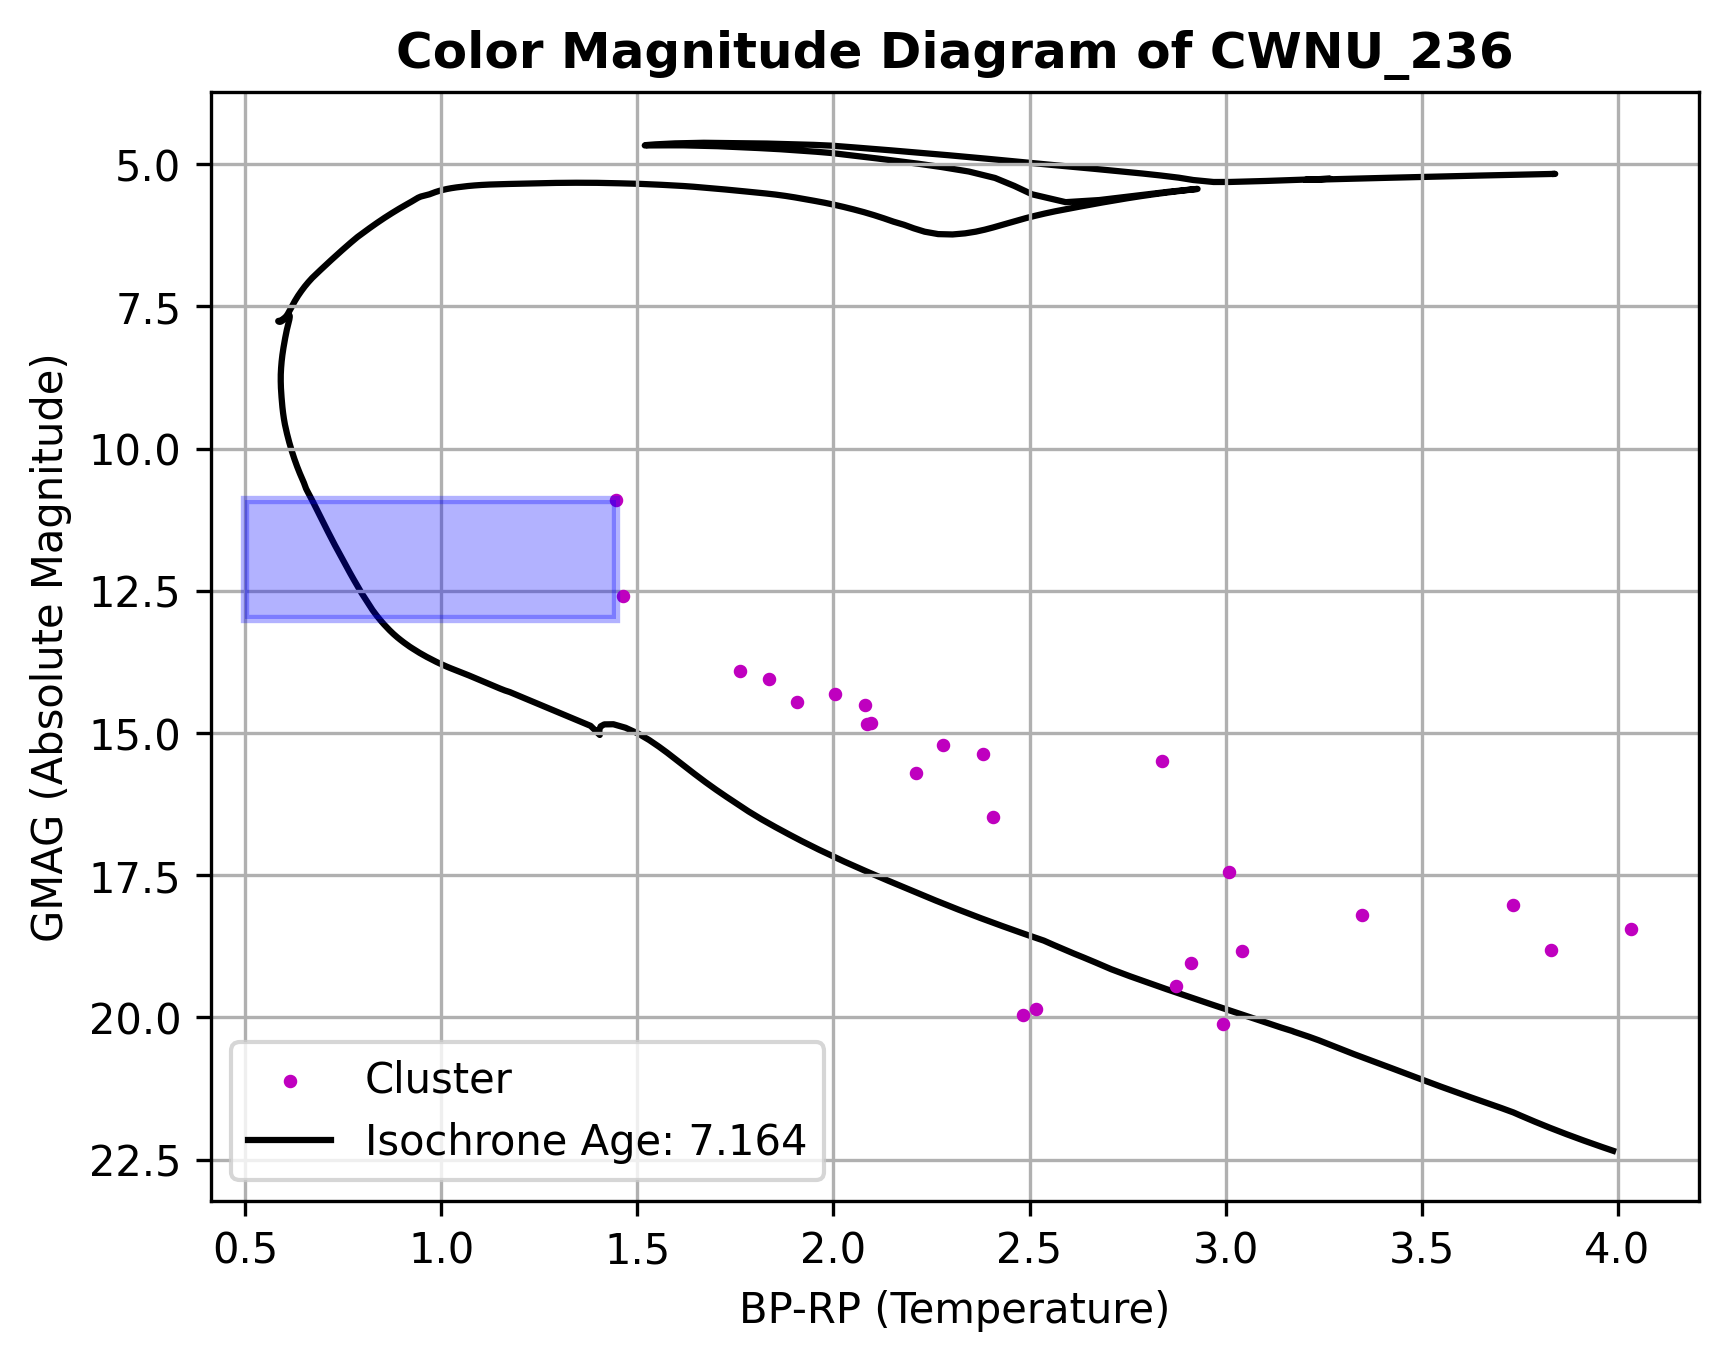 Color Magnitude Diagram of CWNU_236
GMAG (Absolute Magnitude)
5.0
7.5
10.0
12.5
15.0
17.5
20.0
22.5
Cluster
Isochrone Age: 7.164
0.5 1.0 1.5 2.0 2.5 3.0 3.5 4.0
BP-RP (Temperature)